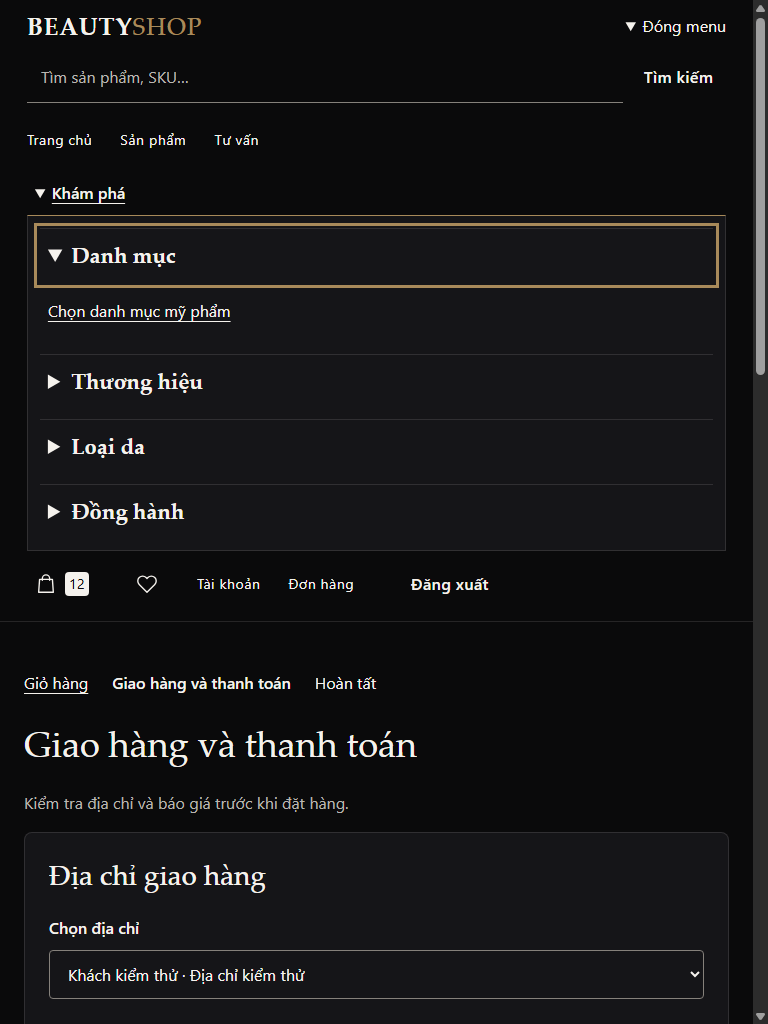 BEAUTYSHOP
▼ Đóng menu
Tìm sản phẩm, SKU...
Tìm kiếm
Trang chủ Sản phẩm Tư vấn
▼ Khám phá
▼ Danh mục
Chọn danh mục mỹ phẩm
▶ Thương hiệu
▶ Loại da
▶ Đồng hành
12 Tài khoản Đơn hàng Đăng xuất
Giỏ hàng Giao hàng và thanh toán Hoàn tất
Giao hàng và thanh toán
Kiểm tra địa chỉ và báo giá trước khi đặt hàng.
Địa chỉ giao hàng
Chọn địa chỉ
Khách kiểm thử · Địa chỉ kiểm thử